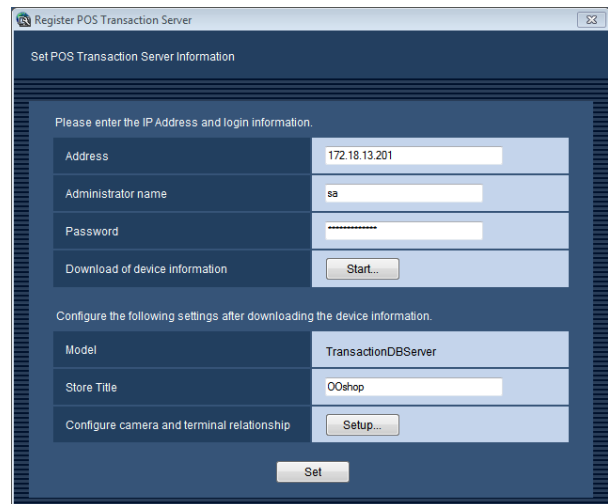 Register POS Transaction Server
Set POS Transaction Server Information
Please enter the IP Address and login information.
Address 172.18.13.201
Administrator name sa
Password *************
Download of device information Start...
Configure the following settings after downloading the device information.
Model TransactionDBServer
Store Title OOshop
Configure camera and terminal relationship Setup...
Set